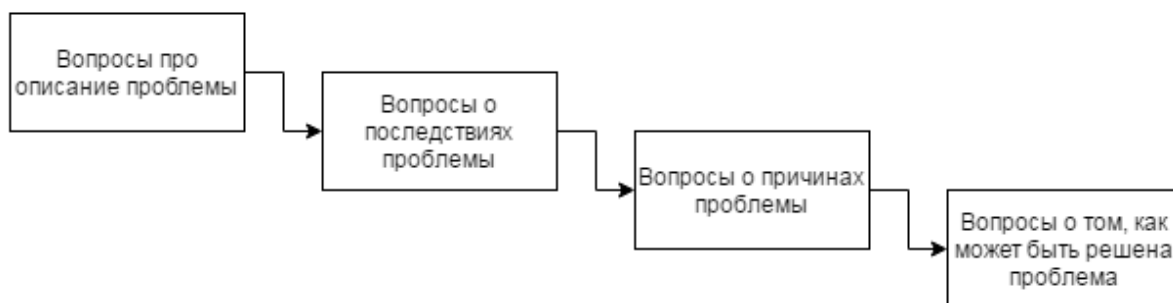 Вопросы про
описание проблемы
Вопросы о
последствиях
проблемы
Вопросы о причинах
проблемы
Вопросы о том, как
может быть решена
проблема